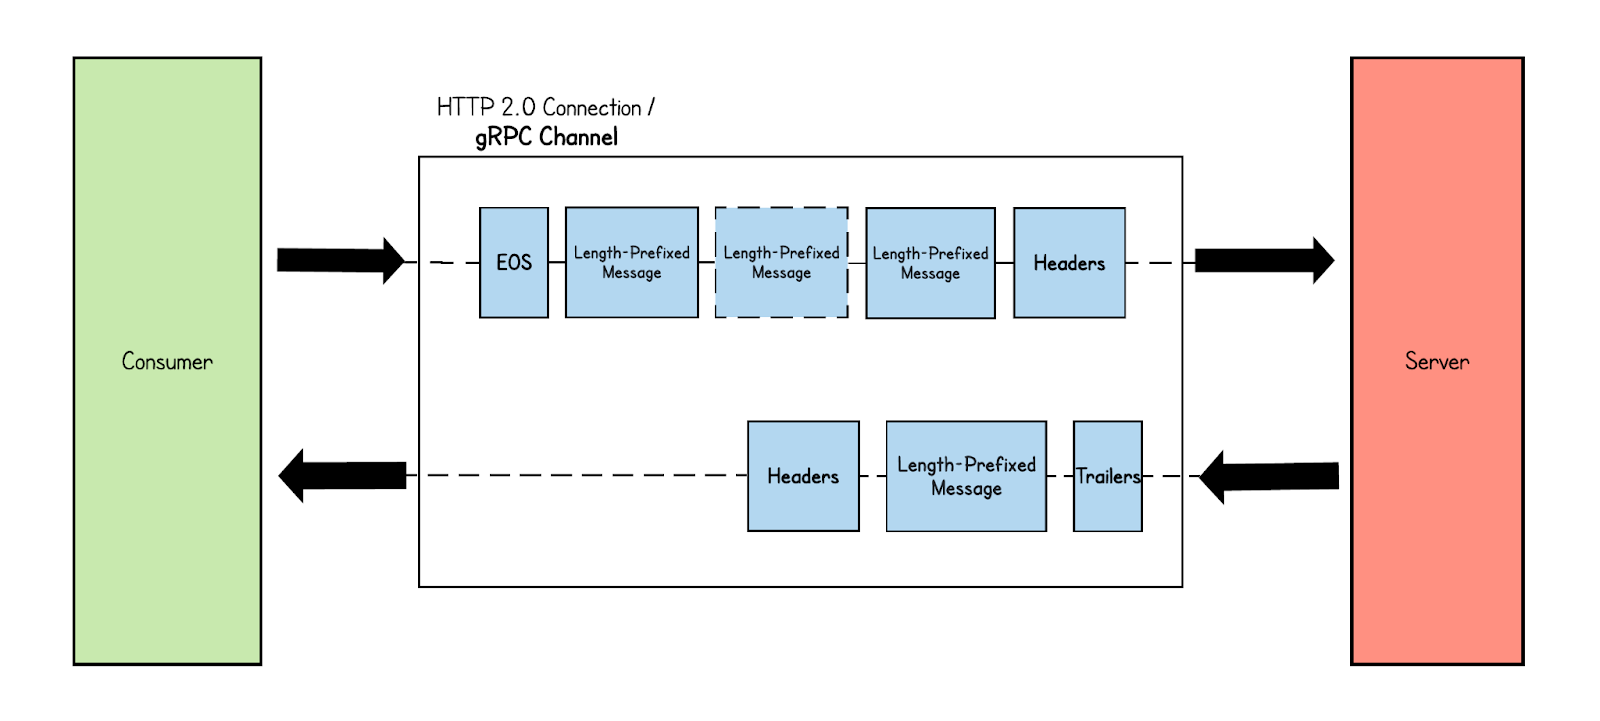 HTTP 2.0 Connection /
gRPC Channel
EOS
Length-Prefixed
Message
Length-Prefixed
Message
Length-Prefixed
Message
Headers
Consumer
Server
Headers
Length-Prefixed
Message
Trailers